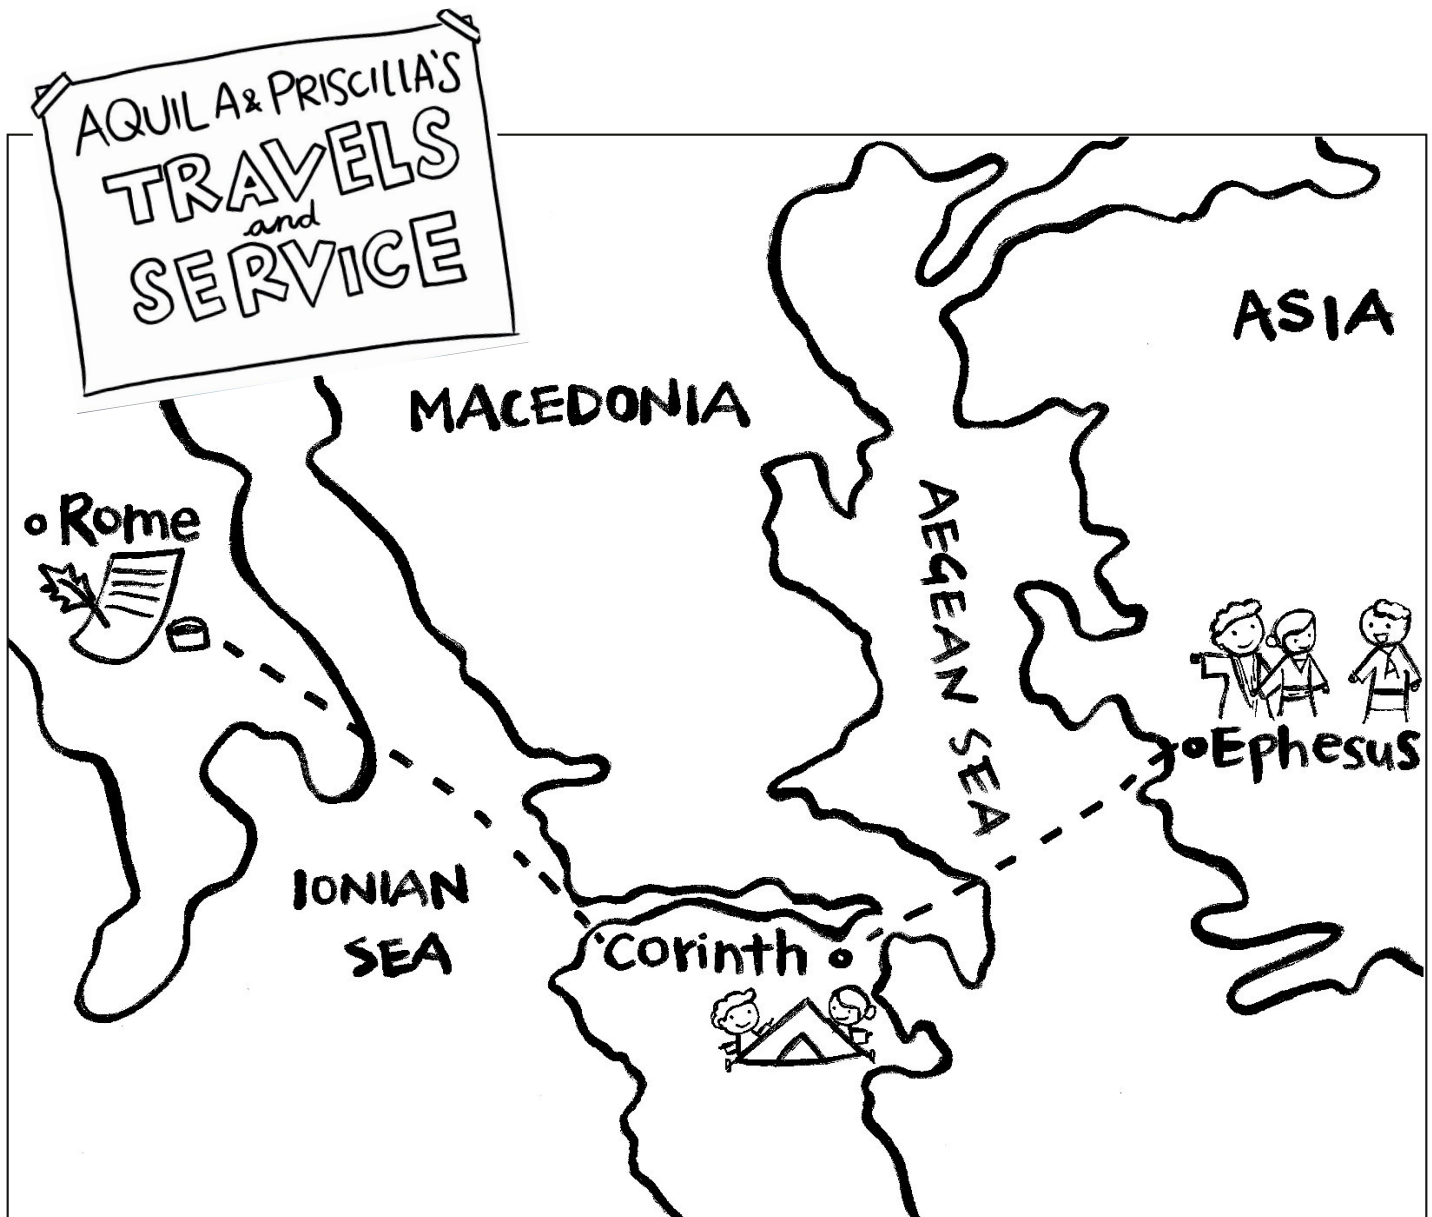 AQUILA & PRISCILLA'S
TRAVELS
and
SERVICE
ASIA
MACEDONIA
Rome
AEGEAN SEA
Ephesus
IONIAN
SEA
Corinth